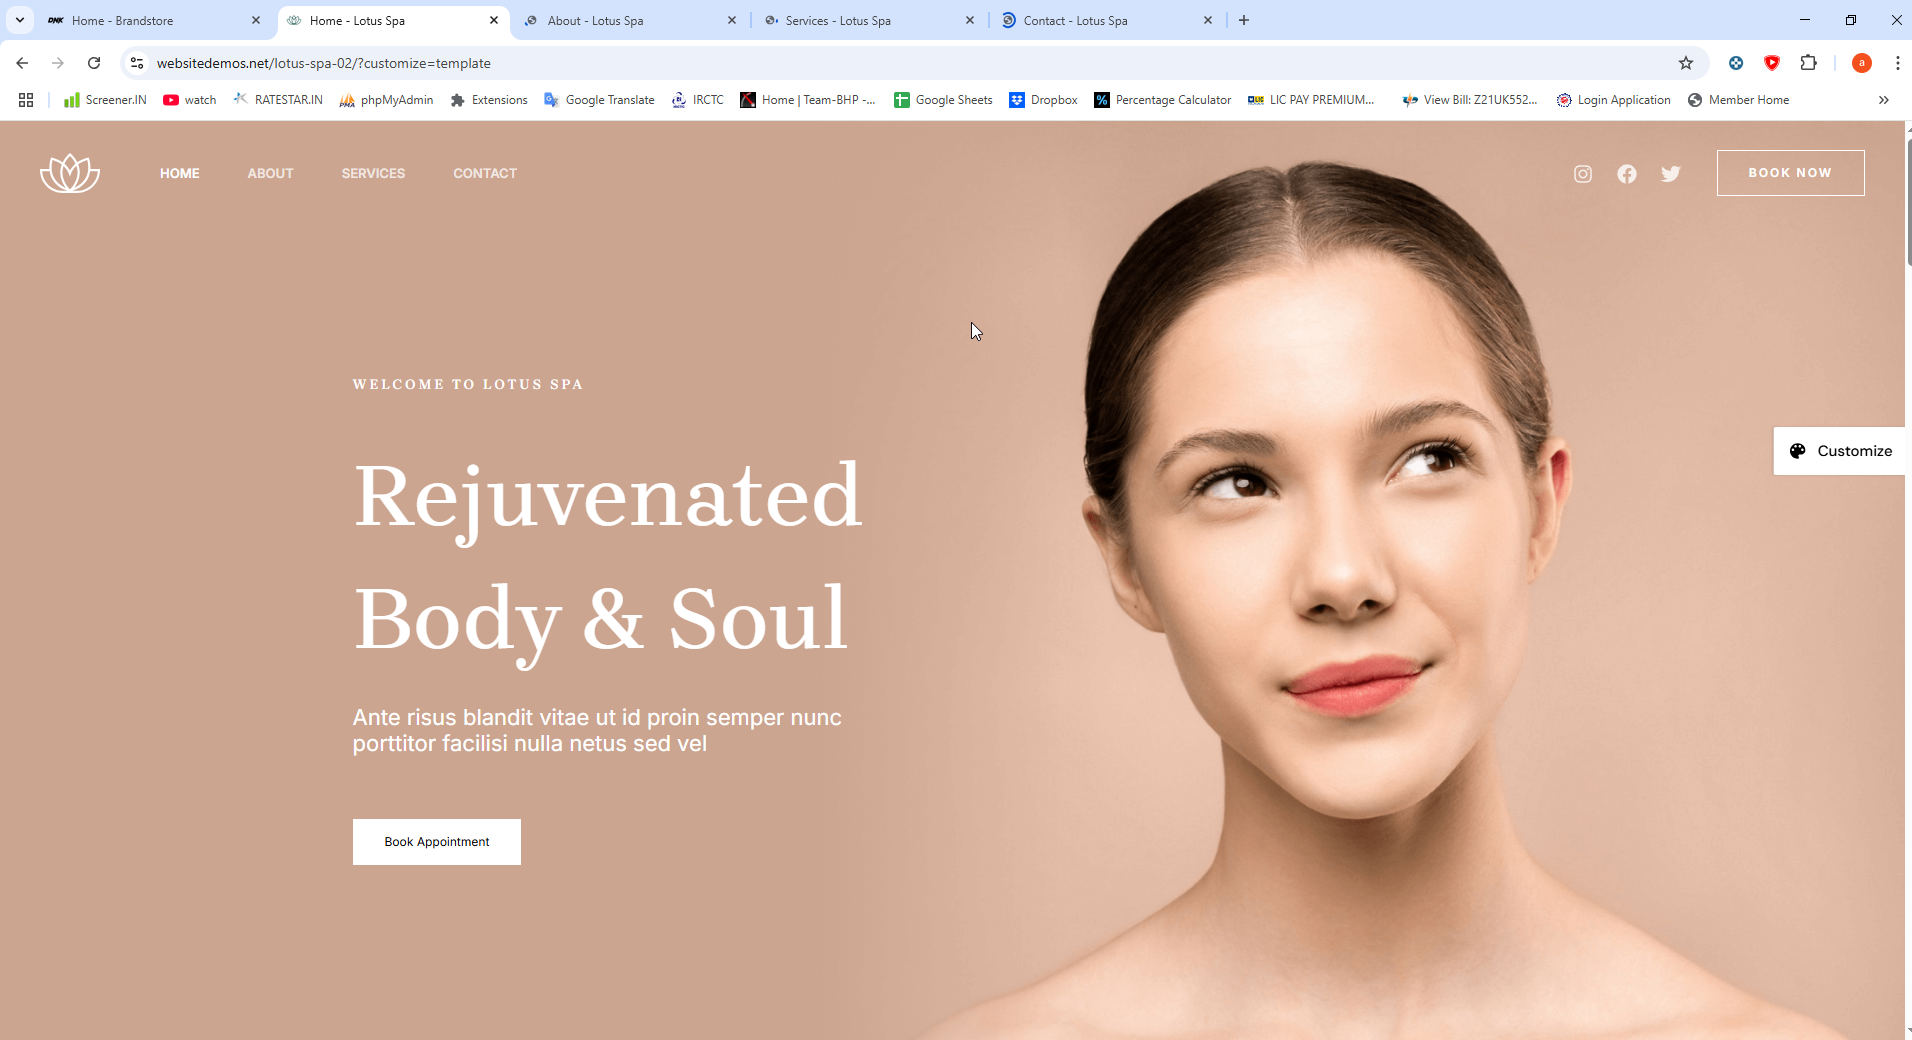 DNK Home - Brandstore
Home - Lotus Spa
About - Lotus Spa
Services - Lotus Spa
Contact - Lotus Spa
websitedemos.net/lotus-spa-02/?customize=template
a
Screener.IN
watch
RATESTAR.IN
PMA phpMyAdmin
Extensions
Google Translate
IRCTC
Home | Team-BHP -...
Google Sheets
Dropbox
% Percentage Calculator
LIC LIC PAY PREMIUM...
View Bill: Z21UK552...
Login Application
Member Home
HOME
ABOUT
SERVICES
CONTACT
BOOK NOW
WELCOME TO LOTUS SPA
Rejuvenated
Body & Soul
Ante risus blandit vitae ut id proin semper nunc
porttitor facilisi nulla netus sed vel
Book Appointment
Customize